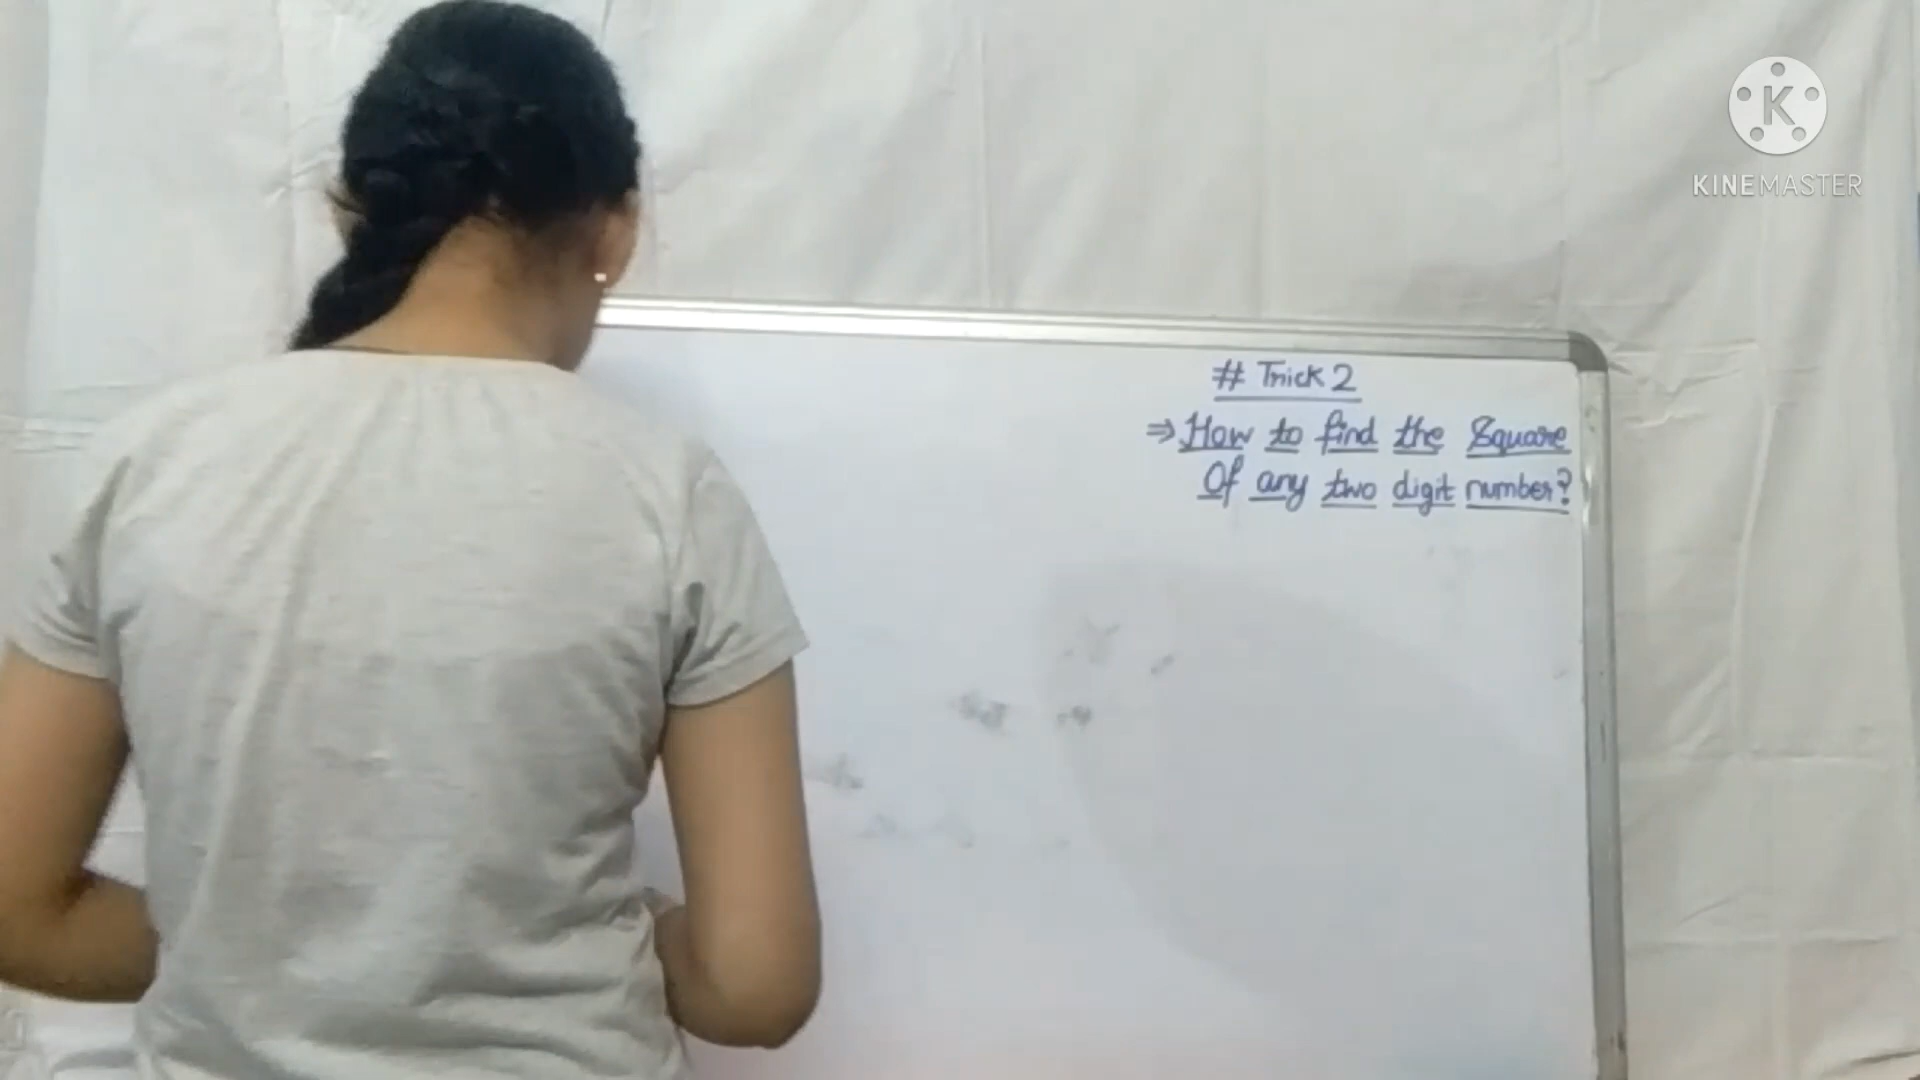 KINEMASTER
# Trick 2
⇒ How to find the Square
Of any two digit number?